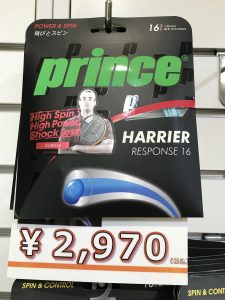 POWER & SPIN
飛びとスピン
16
prince
High Spin
High Power
Shock less
HARRIER
RESPONSE 16
¥2,970
SPIN & CONTROL
SPIN &